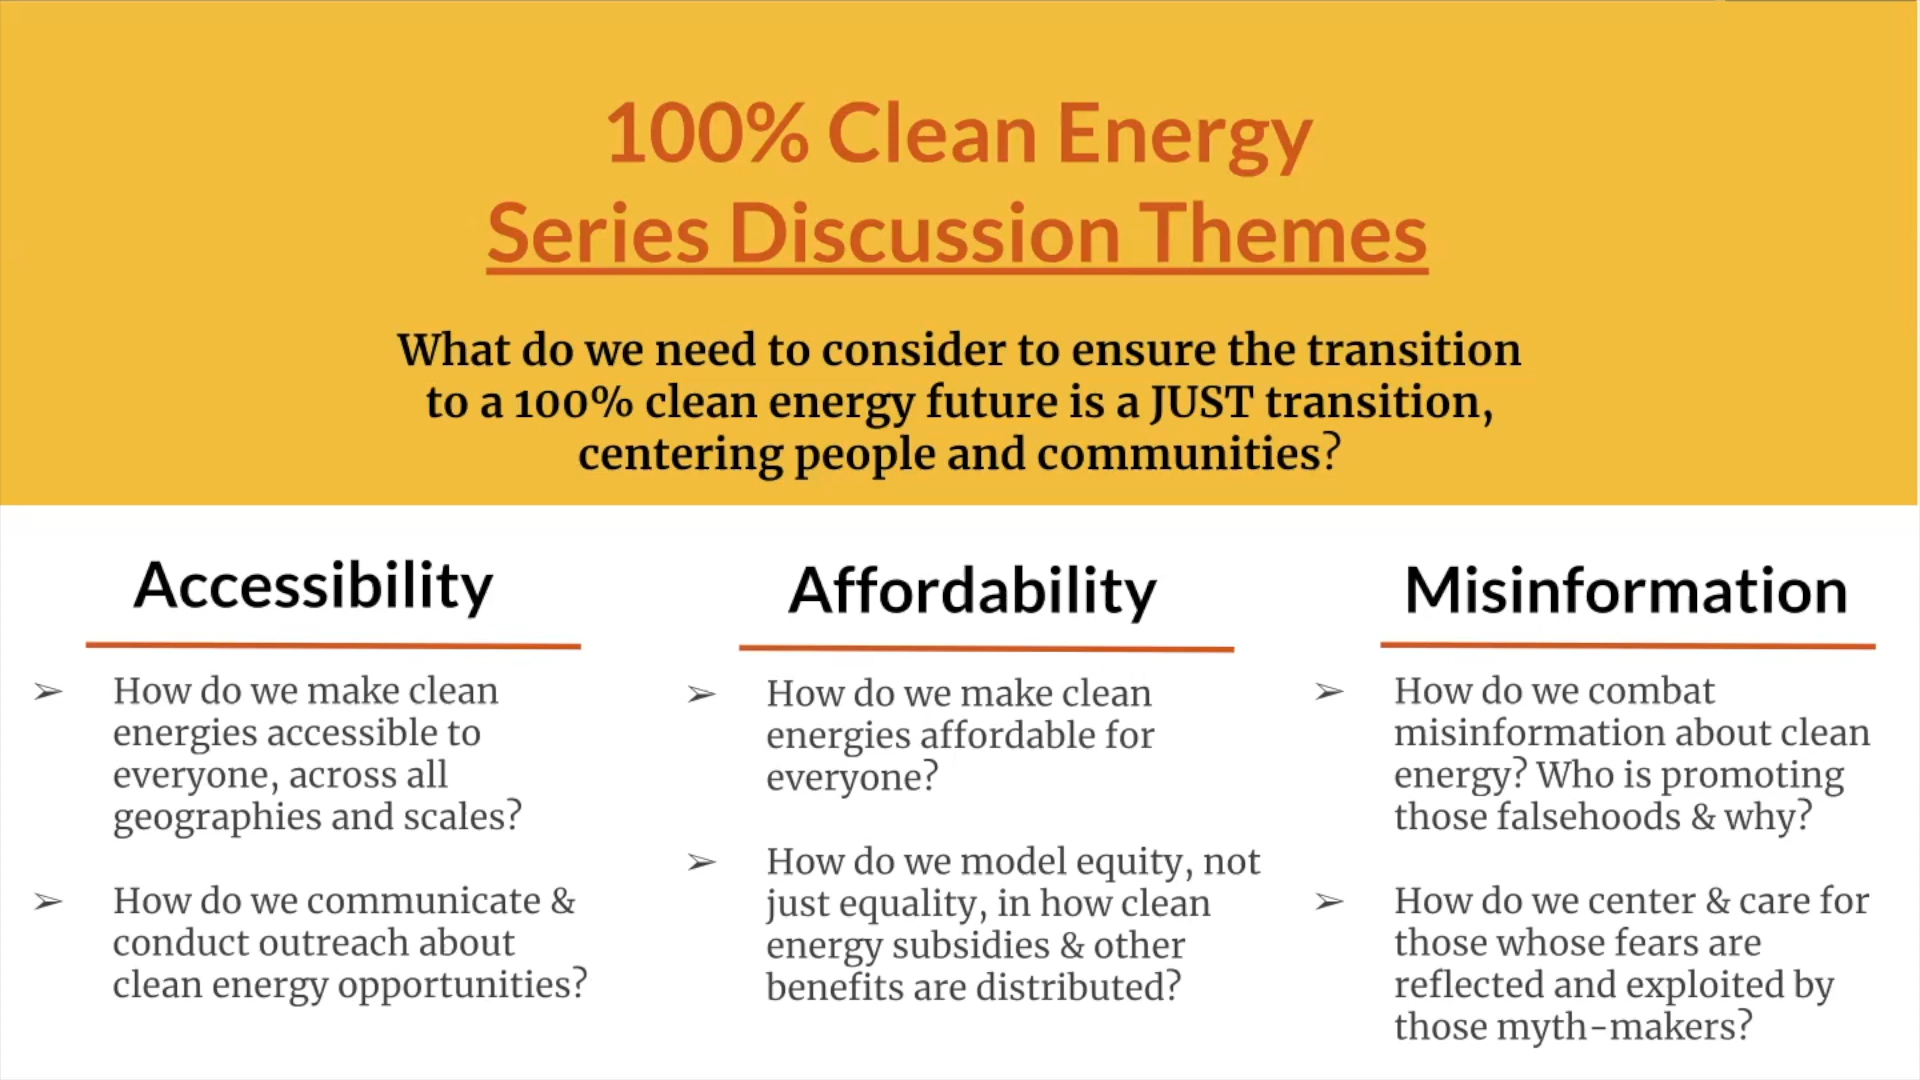 100% Clean Energy
Series Discussion Themes
What do we need to consider to ensure the transition
to a 100% clean energy future is a JUST transition,
centering people and communities?
Accessibility
➢ How do we make clean
energies accessible to
everyone, across all
geographies and scales?
➢ How do we communicate &
conduct outreach about
clean energy opportunities?
Affordability
➢ How do we make clean
energies affordable for
everyone?
➢ How do we model equity, not
just equality, in how clean
energy subsidies & other
benefits are distributed?
Misinformation
➢ How do we combat
misinformation about clean
energy? Who is promoting
those falsehoods & why?
➢ How do we center & care for
those whose fears are
reflected and exploited by
those myth-makers?